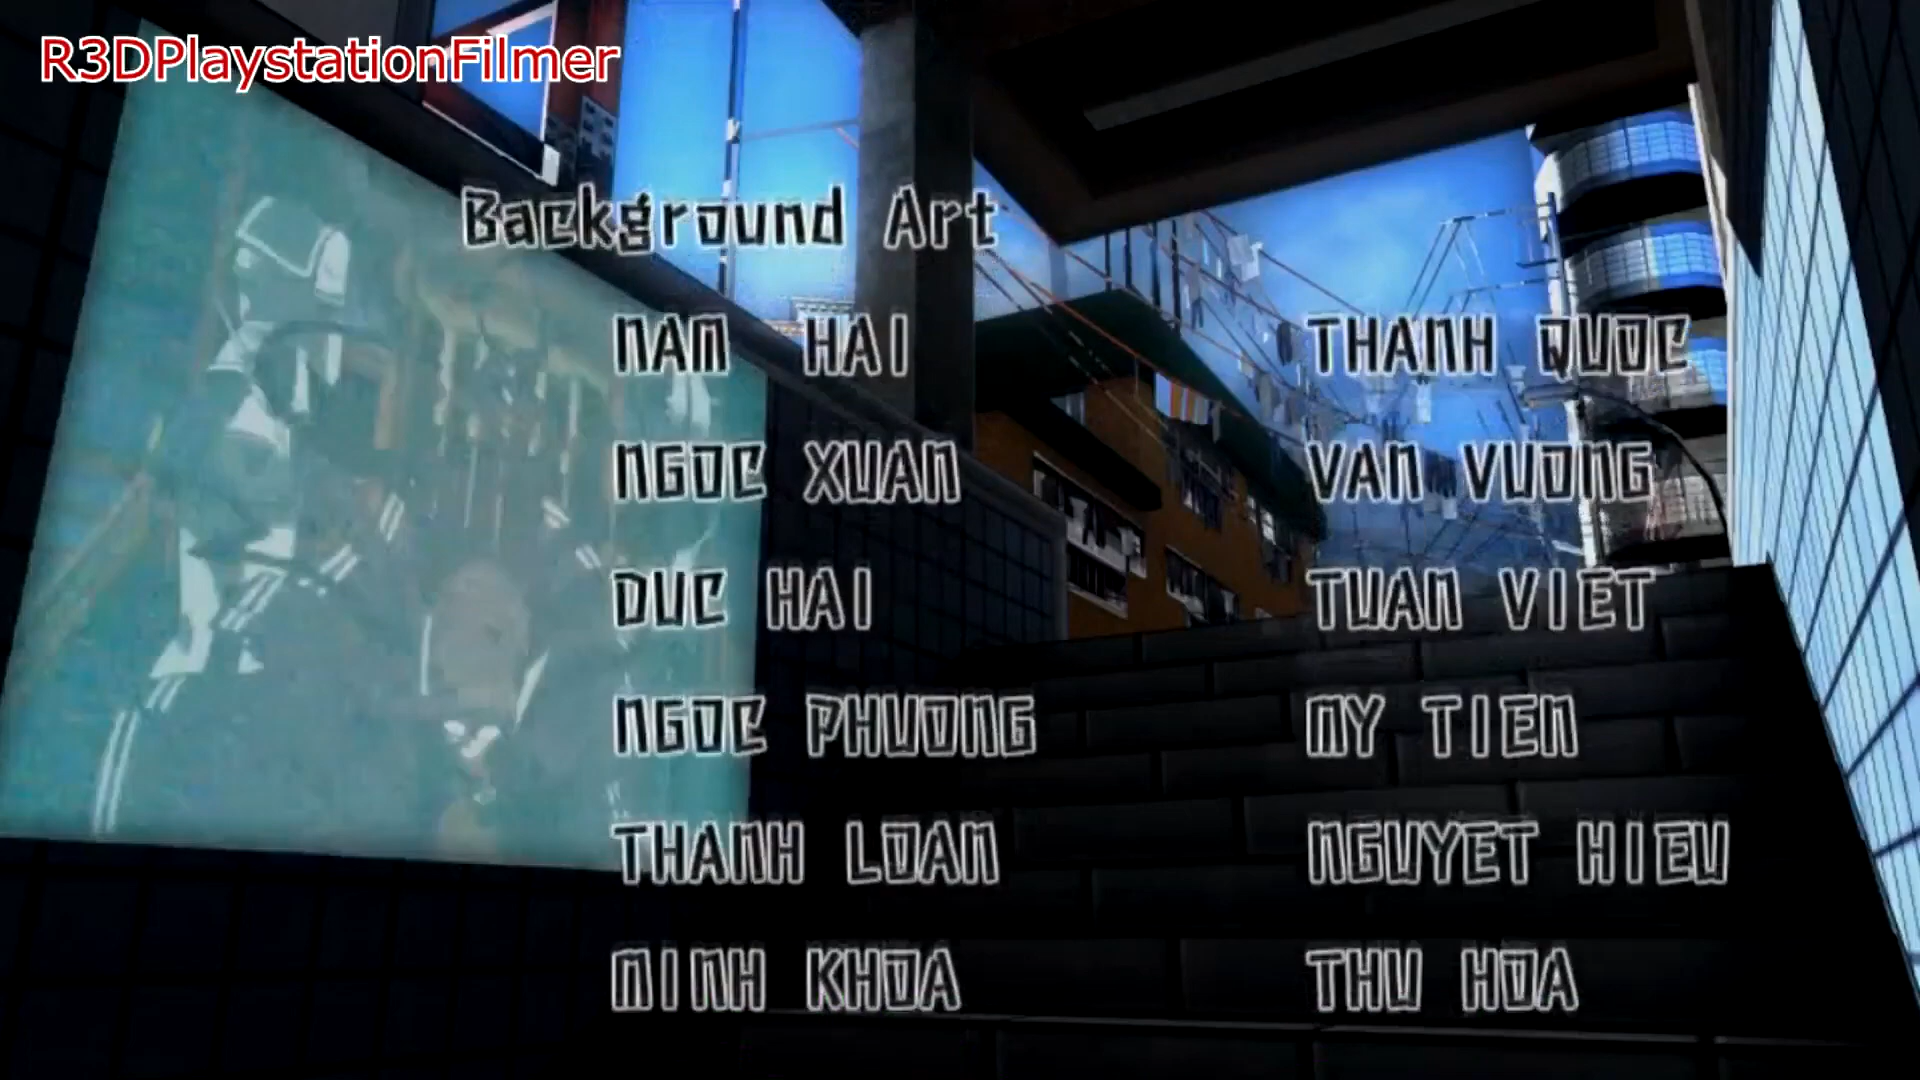 R3DPlaystationFilmer
Background Art
NAM HAI THANH QUOC
NGOC XUAN VAN VUONG
DUC HAI TUAN VIET
NGOC PHUONG MY TIEN
THANH LOAN NGUYET HIEU
MINH KHOA THU HOA